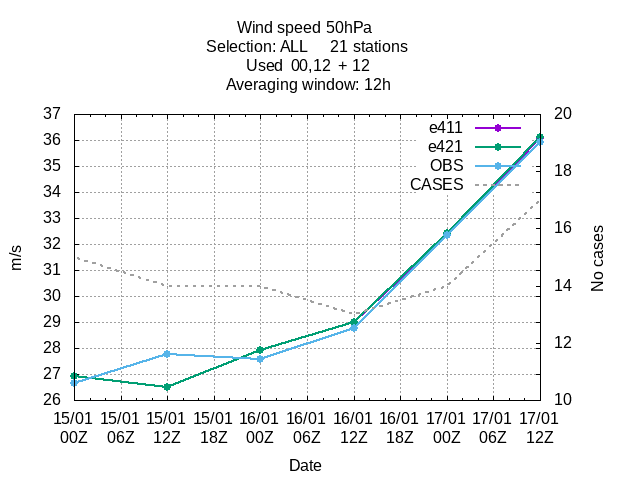 Wind speed 50hPa
Selection: ALL 21 stations
Used 00,12 + 12
Averaging window: 12h
37
36
35
34
33
32
31
30
29
28
27
26
m/s
20
18
16
14
12
10
No cases
e411
e421
OBS
CASES
15/01 15/01 15/01 15/01 16/01 16/01 16/01 16/01 17/01 17/01 17/01
00Z 06Z 12Z 18Z 00Z 06Z 12Z 18Z 00Z 06Z 12Z
Date